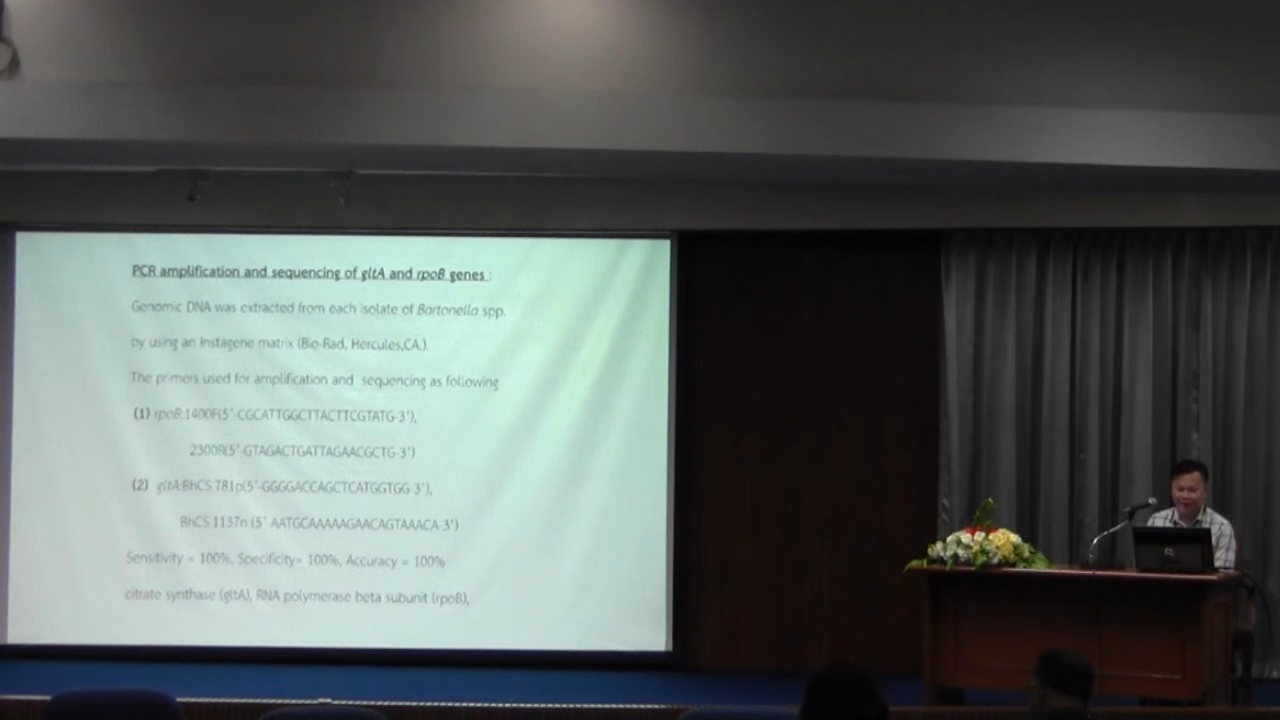 PCR amplification and sequencing of gltA and rpoB genes :
Genomic DNA was extracted from each isolate of Bartonella spp.
by using an Instagene matrix (Bio-Rad, Hercules,CA.).
The primers used for amplification and sequencing as following
(1) rpoB:1400F(5'-CGCATTGGCTTACTTCGTATG-3'),
2300R(5'-GTAGACTGATTAGAACGCTG-3')
(2) gltA:BhCS.781p(5'-GGGGACCAGCTCATGGTGG-3'),
BhCS.1137n (5'-AATGCAAAAAGAACAGTAAACA-3')
Sensitivity = 100%, Specificity= 100%, Accuracy = 100%
citrate synthase (gltA), RNA polymerase beta subunit (rpoB),